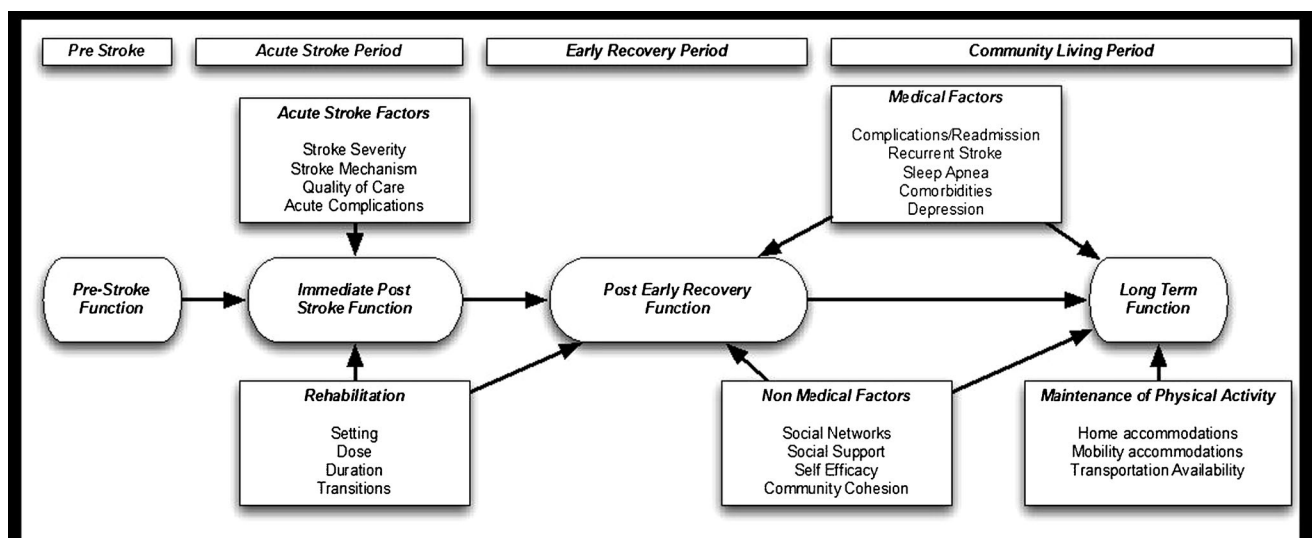 Pre Stroke
Acute Stroke Period
Early Recovery Period
Community Living Period
Acute Stroke Factors
Stroke Severity
Stroke Mechanism
Quality of Care
Acute Complications
Medical Factors
Complications/Readmission
Recurrent Stroke
Sleep Apnea
Comorbidities
Depression
Pre-Stroke
Function
Immediate Post
Stroke Function
Post Early Recovery
Function
Long Term
Function
Rehabilitation
Setting
Dose
Duration
Transitions
Non Medical Factors
Social Networks
Social Support
Self Efficacy
Community Cohesion
Maintenance of Physical Activity
Home accommodations
Mobility accommodations
Transportation Availability